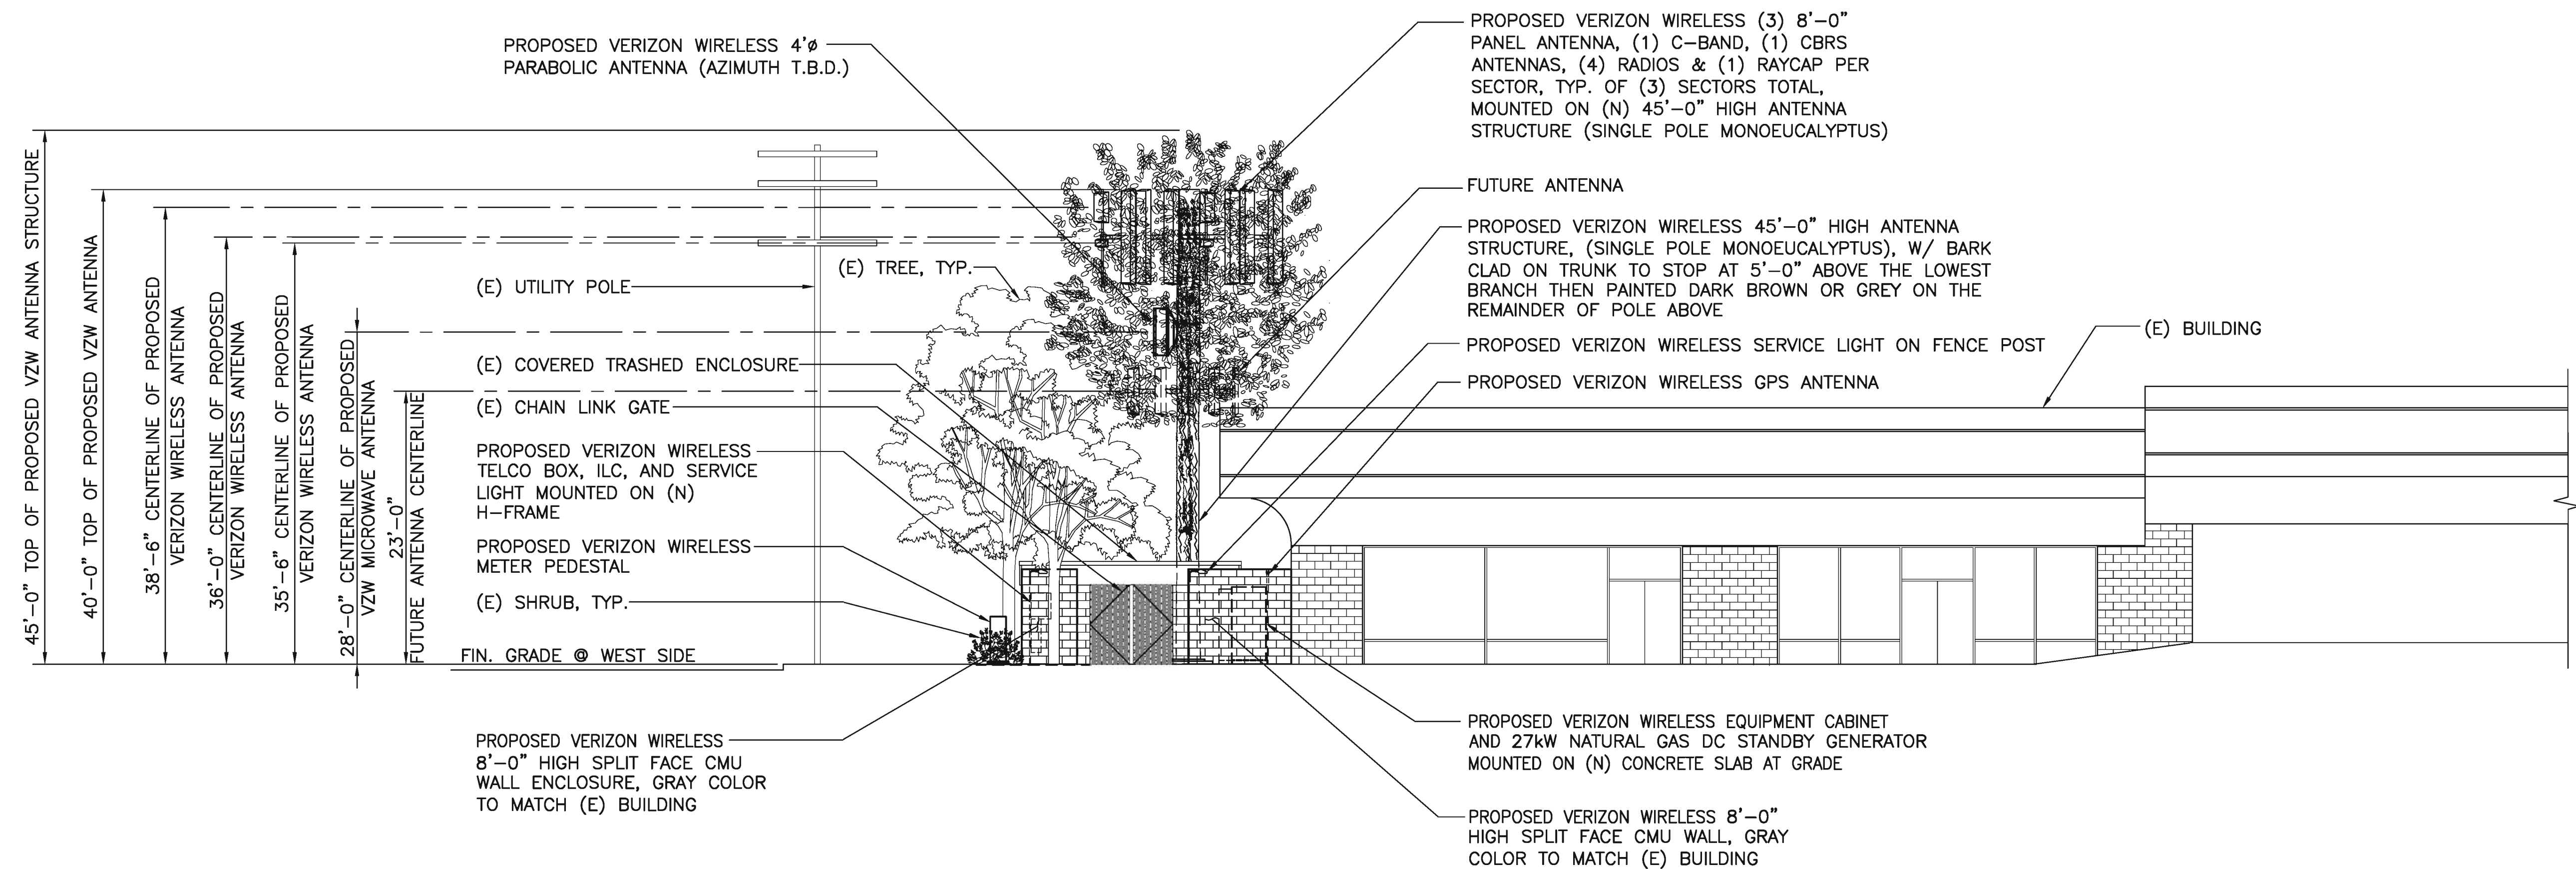 PROPOSED VERIZON WIRELESS 4'ø
PARABOLIC ANTENNA (AZIMUTH T.B.D.)
PROPOSED VERIZON WIRELESS (3) 8'-0"
PANEL ANTENNA, (1) C-BAND, (1) CBRS
ANTENNAS, (4) RADIOS & (1) RAYCAP PER
SECTOR, TYP. OF (3) SECTORS TOTAL,
MOUNTED ON (N) 45'-0" HIGH ANTENNA
STRUCTURE (SINGLE POLE MONOEUCALYPTUS)
FUTURE ANTENNA
PROPOSED VERIZON WIRELESS 45'-0" HIGH ANTENNA
STRUCTURE, (SINGLE POLE MONOEUCALYPTUS), W/ BARK
CLAD ON TRUNK TO STOP AT 5'-0" ABOVE THE LOWEST
BRANCH THEN PAINTED DARK BROWN OR GREY ON THE
REMAINDER OF POLE ABOVE
PROPOSED VERIZON WIRELESS SERVICE LIGHT ON FENCE POST
PROPOSED VERIZON WIRELESS GPS ANTENNA
(E) BUILDING
45'-0" TOP OF PROPOSED VZW ANTENNA STRUCTURE
40'-0" TOP OF PROPOSED VZW ANTENNA
38'-6" CENTERLINE OF PROPOSED
VERIZON WIRELESS ANTENNA
36'-0" CENTERLINE OF PROPOSED
VERIZON WIRELESS ANTENNA
35'-6" CENTERLINE OF PROPOSED
VERIZON WIRELESS ANTENNA
28'-0" CENTERLINE OF PROPOSED
VZW MICROWAVE ANTENNA
23'-0"
FUTURE ANTENNA CENTERLINE
(E) TREE, TYP.
(E) UTILITY POLE
(E) COVERED TRASHED ENCLOSURE
(E) CHAIN LINK GATE
PROPOSED VERIZON WIRELESS
TELCO BOX, ILC, AND SERVICE
LIGHT MOUNTED ON (N)
H-FRAME
PROPOSED VERIZON WIRELESS
METER PEDESTAL
(E) SHRUB, TYP.
FIN. GRADE @ WEST SIDE
PROPOSED VERIZON WIRELESS
8'-0" HIGH SPLIT FACE CMU
WALL ENCLOSURE, GRAY COLOR
TO MATCH (E) BUILDING
PROPOSED VERIZON WIRELESS EQUIPMENT CABINET
AND 27kW NATURAL GAS DC STANDBY GENERATOR
MOUNTED ON (N) CONCRETE SLAB AT GRADE
PROPOSED VERIZON WIRELESS 8'-0"
HIGH SPLIT FACE CMU WALL, GRAY
COLOR TO MATCH (E) BUILDING